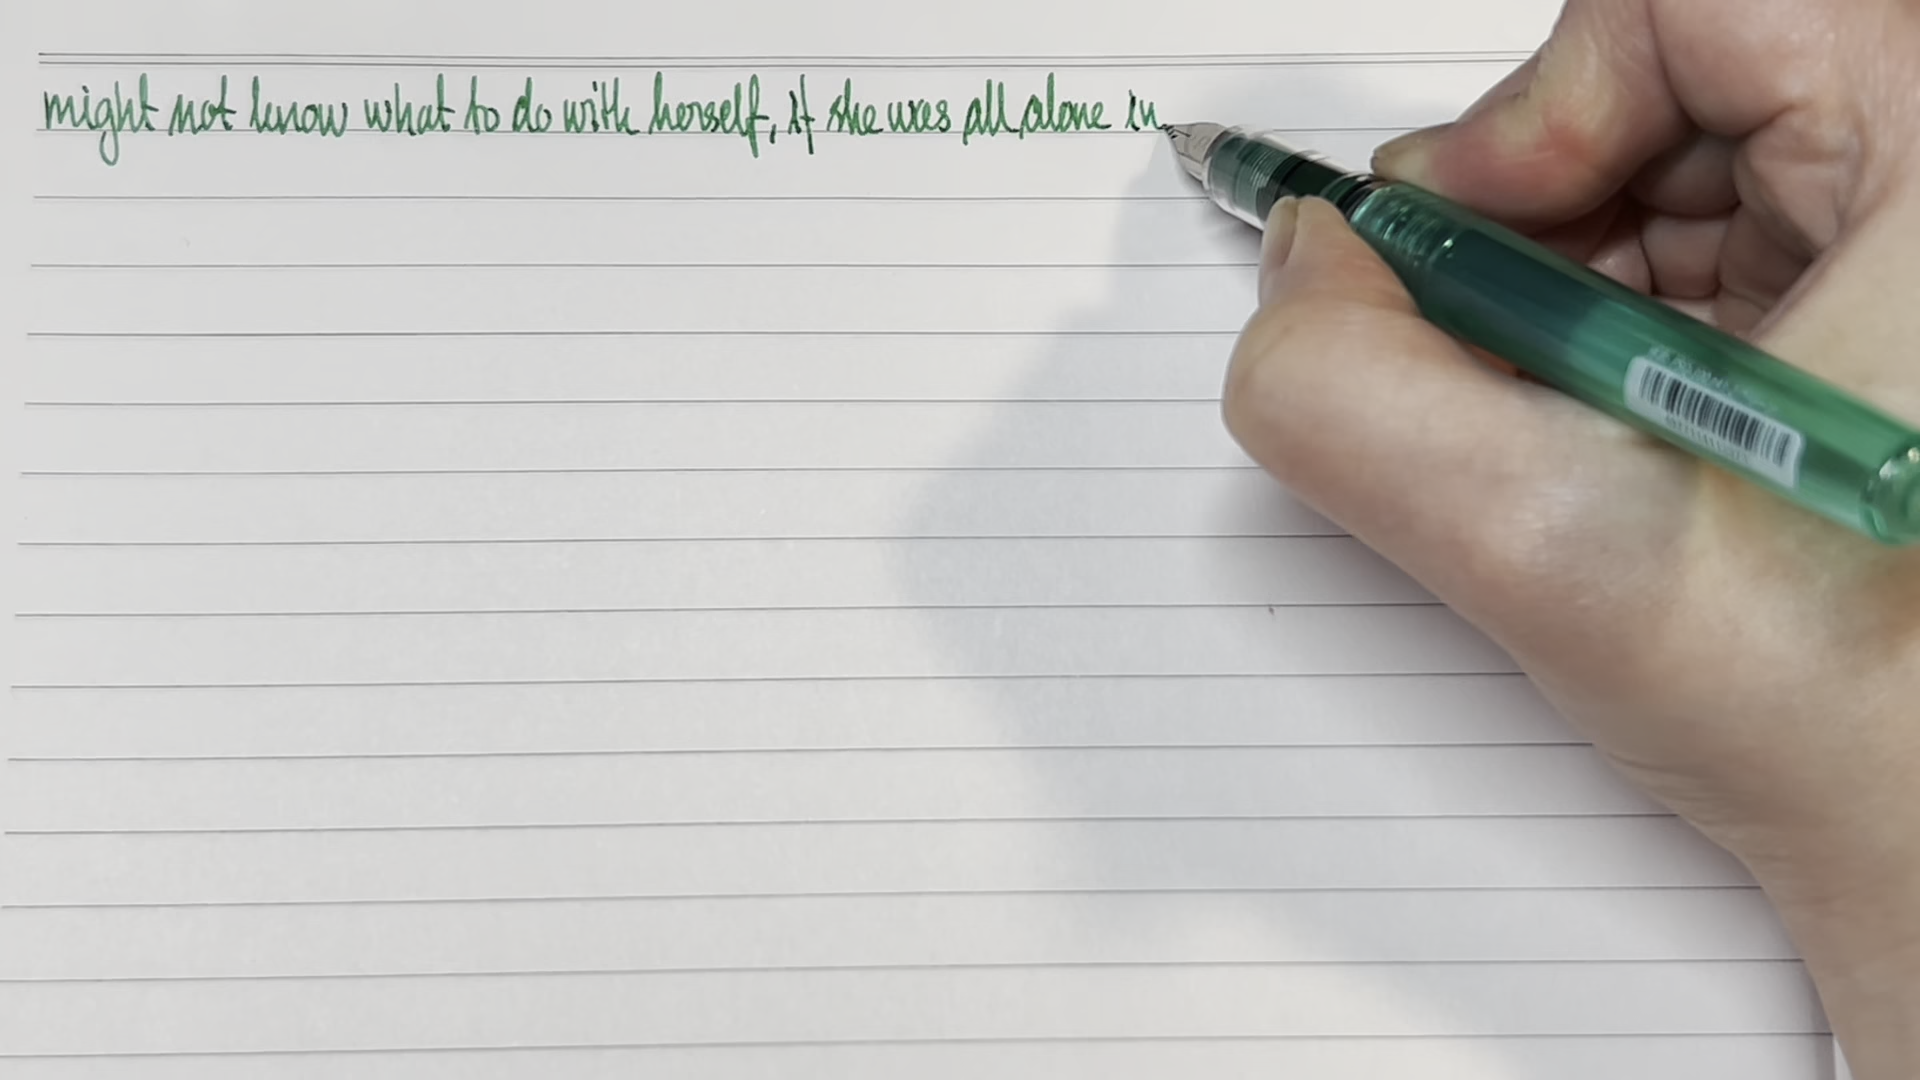 might not know what to do with herself, if she was all alone in